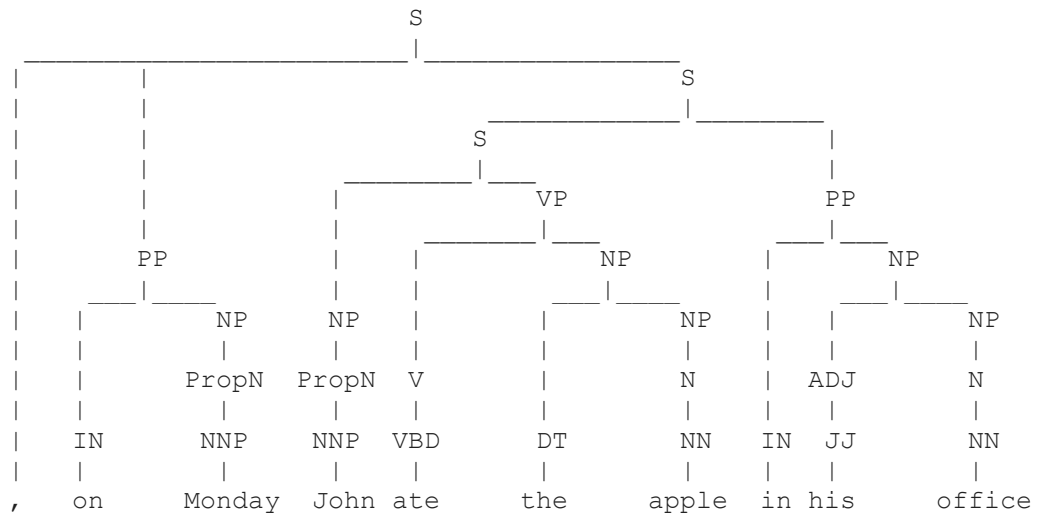 S
S
S
VP PP
PP NP NP
NP NP NP NP
PropN PropN V N ADJ N
IN NNP NNP VBD DT NN IN JJ NN
, on Monday John ate the apple in his office